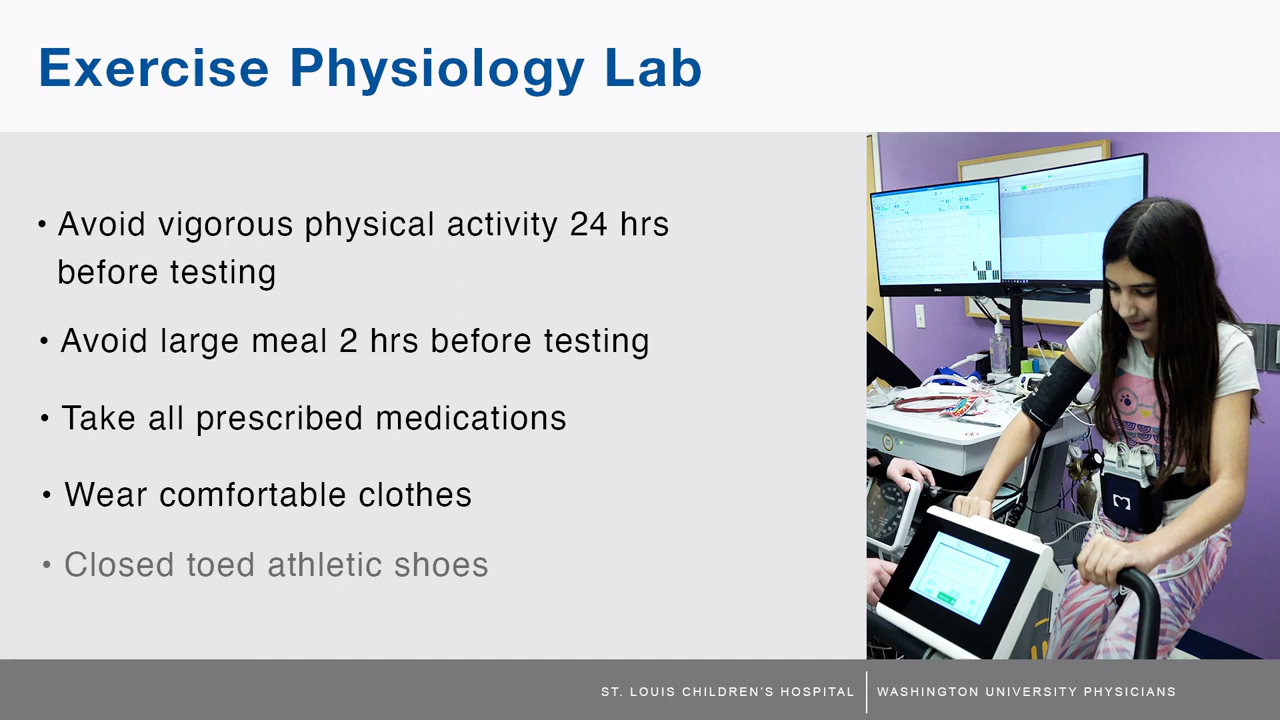 Exercise Physiology Lab
• Avoid vigorous physical activity 24 hrs
before testing
• Avoid large meal 2 hrs before testing
• Take all prescribed medications
• Wear comfortable clothes
• Closed toed athletic shoes
DELL
ST. LOUIS CHILDREN'S HOSPITAL | WASHINGTON UNIVERSITY PHYSICIANS